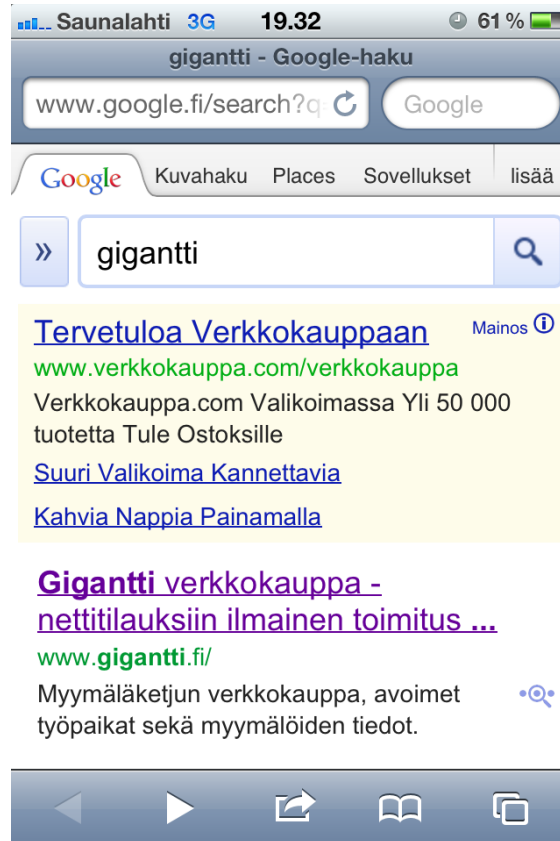 Saunalahti 3G 19.32 61 %
gigantti - Google-haku
www.google.fi/search?q Google
Google Kuvahaku Places Sovellukset lisää
» gigantti
Tervetuloa Verkkokauppaan Mainos
www.verkkokauppa.com/verkkokauppa
Verkkokauppa.com Valikoimassa Yli 50 000
tuotetta Tule Ostoksille
Suuri Valikoima Kannettavia
Kahvia Nappia Painamalla
Gigantti verkkokauppa -
nettitilauksiin ilmainen toimitus ...
www.gigantti.fi/
Myymäläketjun verkkokauppa, avoimet
työpaikat sekä myymälöiden tiedot.